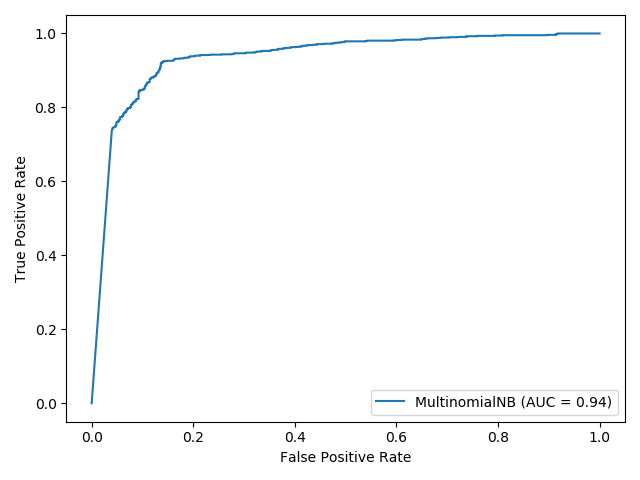 1.0
0.8
0.6
0.4
0.2
0.0
True Positive Rate
MultinomialNB (AUC = 0.94)
0.0 0.2 0.4 0.6 0.8 1.0
False Positive Rate